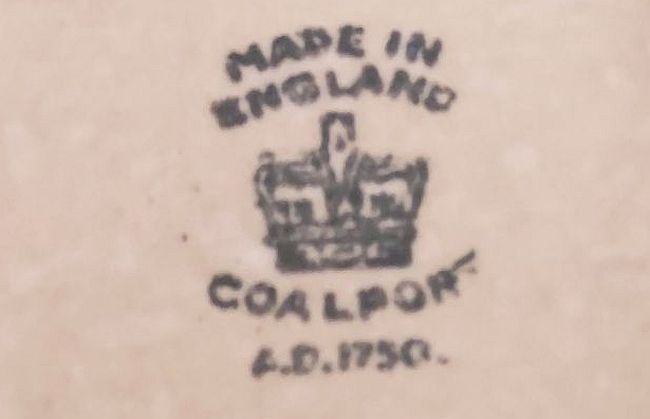 MADE IN
ENGLAND
COALPORT
A.D.1750.